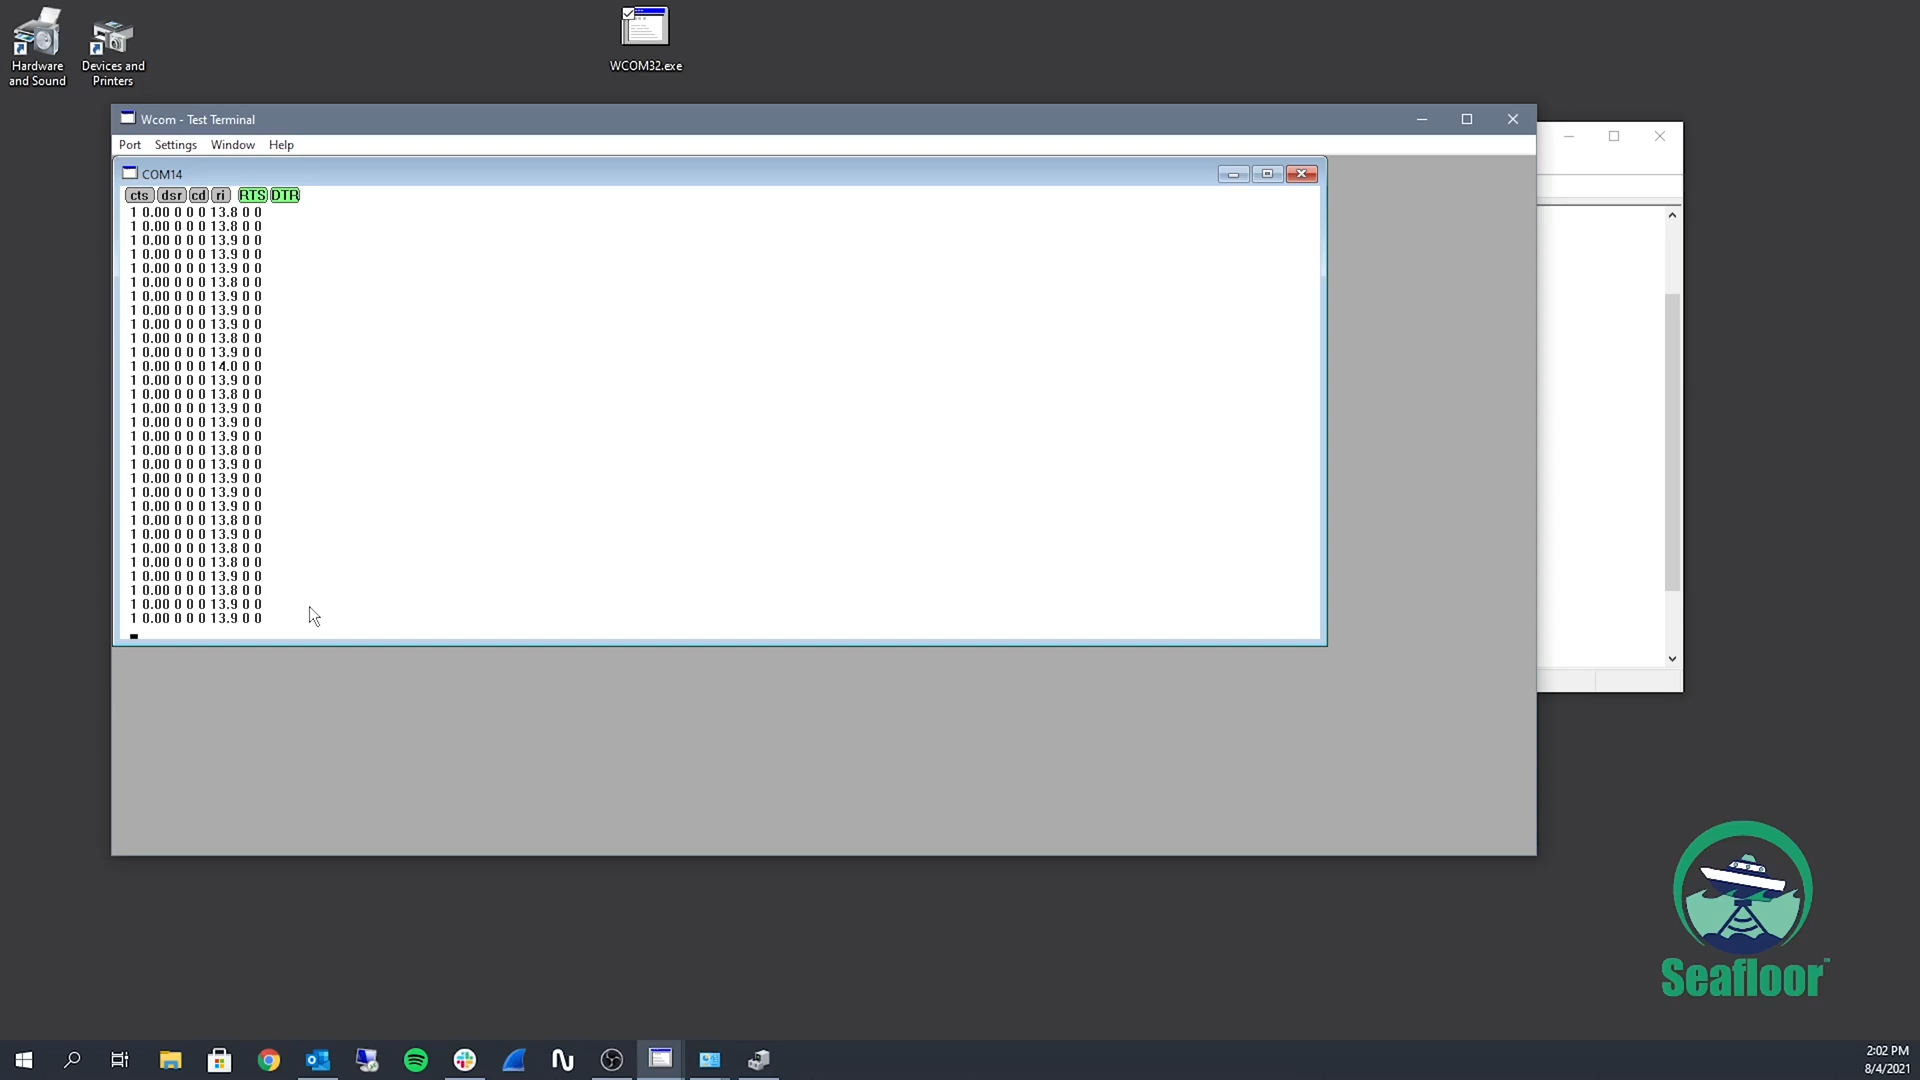 Hardware
and Sound
Devices and
Printers
WCOM32.exe
Wcom - Test Terminal
Port Settings Window Help
COM14
cts dsr cd ri RTS DTR
1 0.00 0 0 0 13.8 0 0
1 0.00 0 0 0 13.8 0 0
1 0.00 0 0 0 13.9 0 0
1 0.00 0 0 0 13.9 0 0
1 0.00 0 0 0 13.9 0 0
1 0.00 0 0 0 13.8 0 0
1 0.00 0 0 0 13.9 0 0
1 0.00 0 0 0 13.9 0 0
1 0.00 0 0 0 13.9 0 0
1 0.00 0 0 0 13.8 0 0
1 0.00 0 0 0 13.9 0 0
1 0.00 0 0 0 14.0 0 0
1 0.00 0 0 0 13.9 0 0
1 0.00 0 0 0 13.8 0 0
1 0.00 0 0 0 13.9 0 0
1 0.00 0 0 0 13.9 0 0
1 0.00 0 0 0 13.9 0 0
1 0.00 0 0 0 13.8 0 0
1 0.00 0 0 0 13.9 0 0
1 0.00 0 0 0 13.9 0 0
1 0.00 0 0 0 13.9 0 0
1 0.00 0 0 0 13.9 0 0
1 0.00 0 0 0 13.8 0 0
1 0.00 0 0 0 13.9 0 0
1 0.00 0 0 0 13.8 0 0
1 0.00 0 0 0 13.8 0 0
1 0.00 0 0 0 13.9 0 0
1 0.00 0 0 0 13.8 0 0
1 0.00 0 0 0 13.9 0 0
1 0.00 0 0 0 13.9 0 0
Seafloor™
2:02 PM
8/4/2021